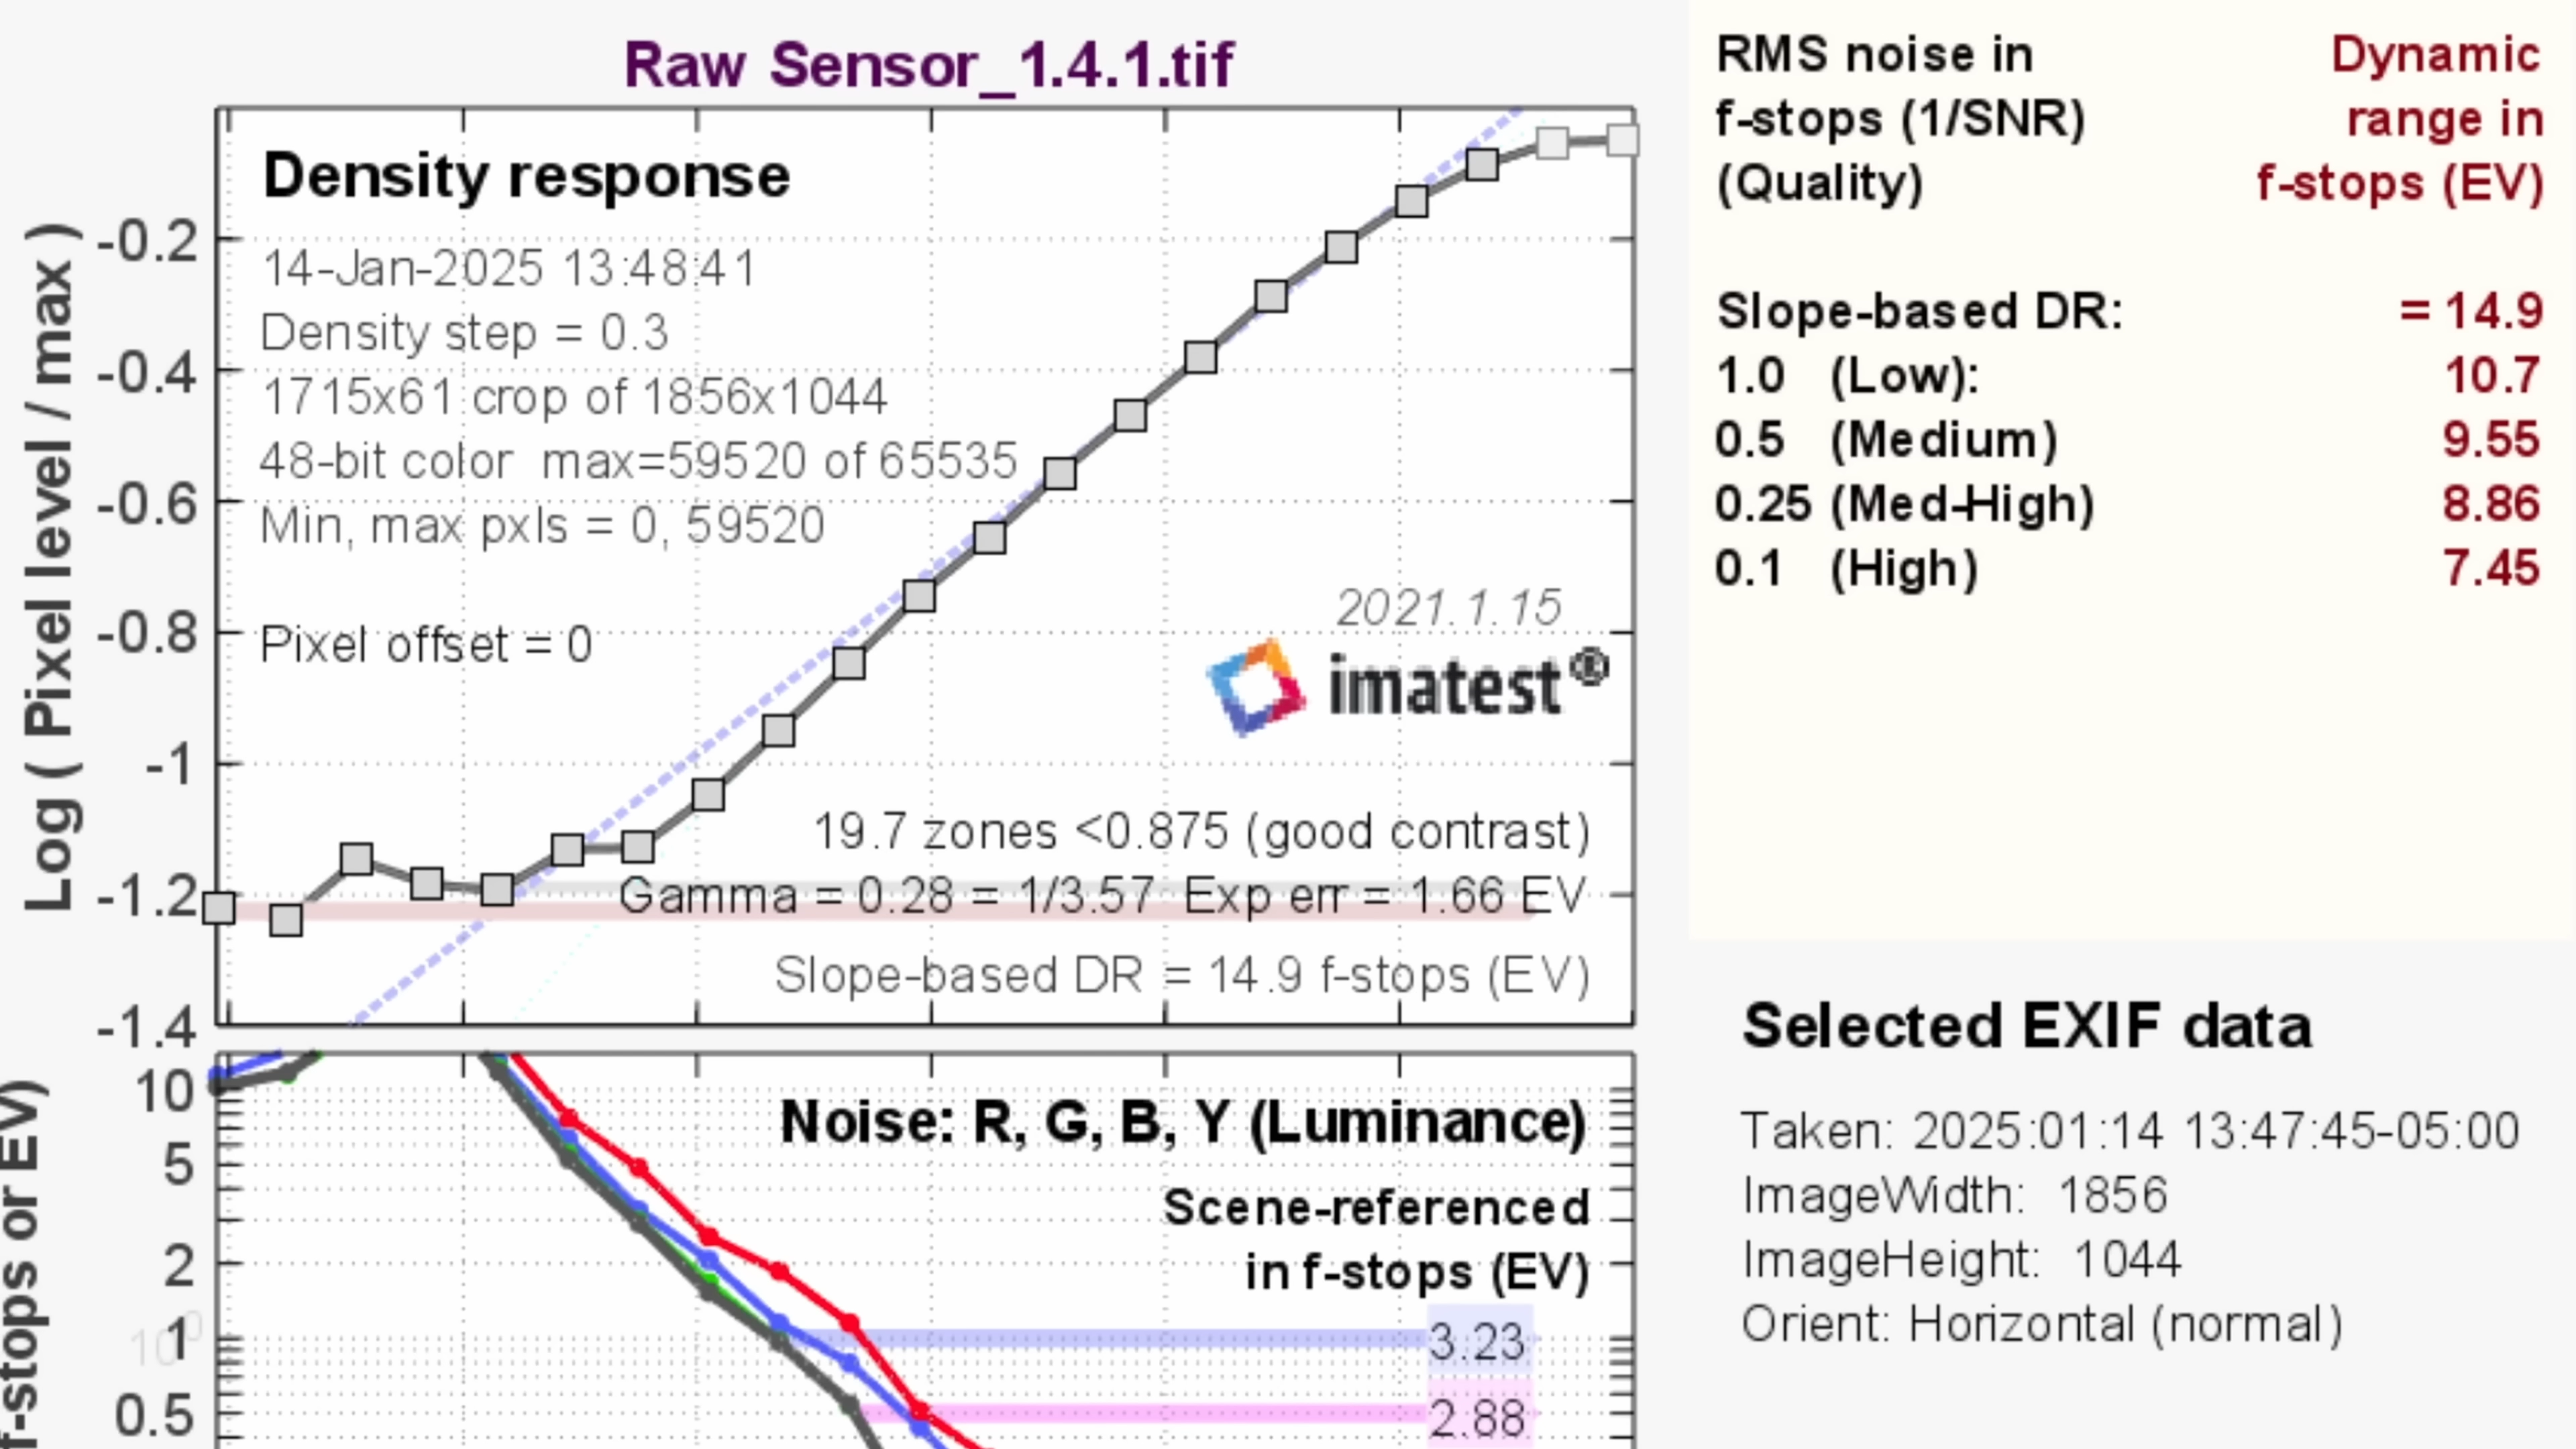 Raw Sensor_1.4.1.tif
Density response
14-Jan-2025 13:48:41
Density step = 0.3
1715x61 crop of 1856x1044
48-bit color max=59520 of 65535
Min, max pxls = 0, 59520
Pixel offset = 0
2021.1.15
imatest®
19.7 zones <0.875 (good contrast)
Gamma = 0.28 = 1/3.57 Exp err = 1.66 EV
Slope-based DR = 14.9 f-stops (EV)
Log ( Pixel level / max )
-0.2
-0.4
-0.6
-0.8
-1
-1.2
-1.4
Noise: R, G, B, Y (Luminance)
Scene-referenced
in f-stops (EV)
3.23
2.88
f-stops or EV)
10
5
2
1
10⁰
0.5
RMS noise in Dynamic
f-stops (1/SNR) range in
(Quality) f-stops (EV)
Slope-based DR: = 14.9
1.0 (Low): 10.7
0.5 (Medium) 9.55
0.25 (Med-High) 8.86
0.1 (High) 7.45
Selected EXIF data
Taken: 2025:01:14 13:47:45-05:00
ImageWidth: 1856
ImageHeight: 1044
Orient: Horizontal (normal)